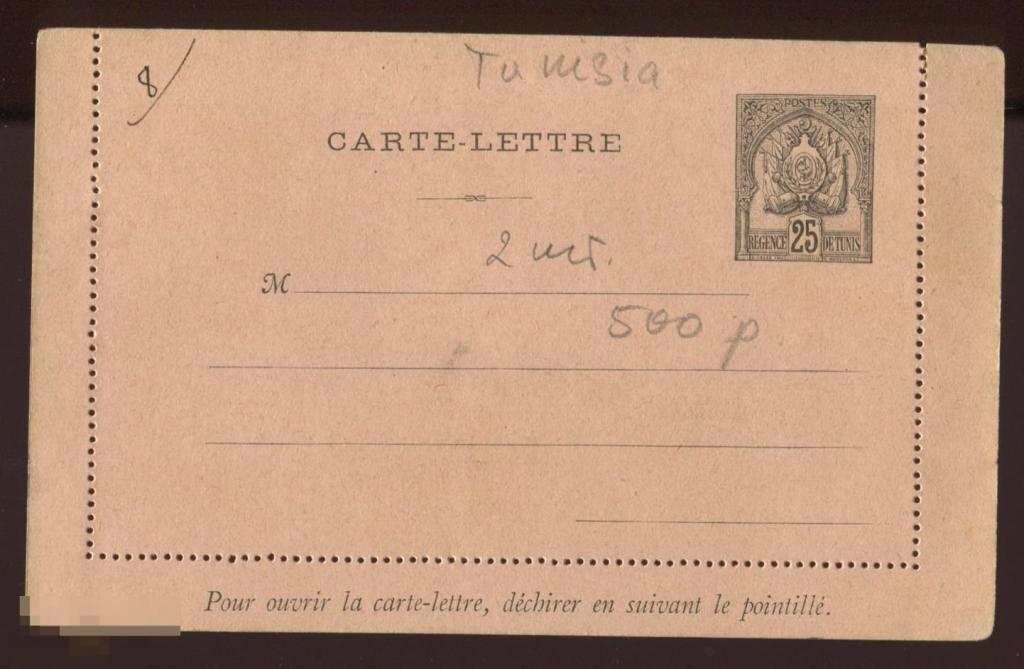 Tunisia
8
POSTES
CARTE-LETTRE
REGENCE 25 DE TUNIS
2 шт.
M
500 р
Pour ouvrir la carte-lettre, déchirer en suivant le pointillé.